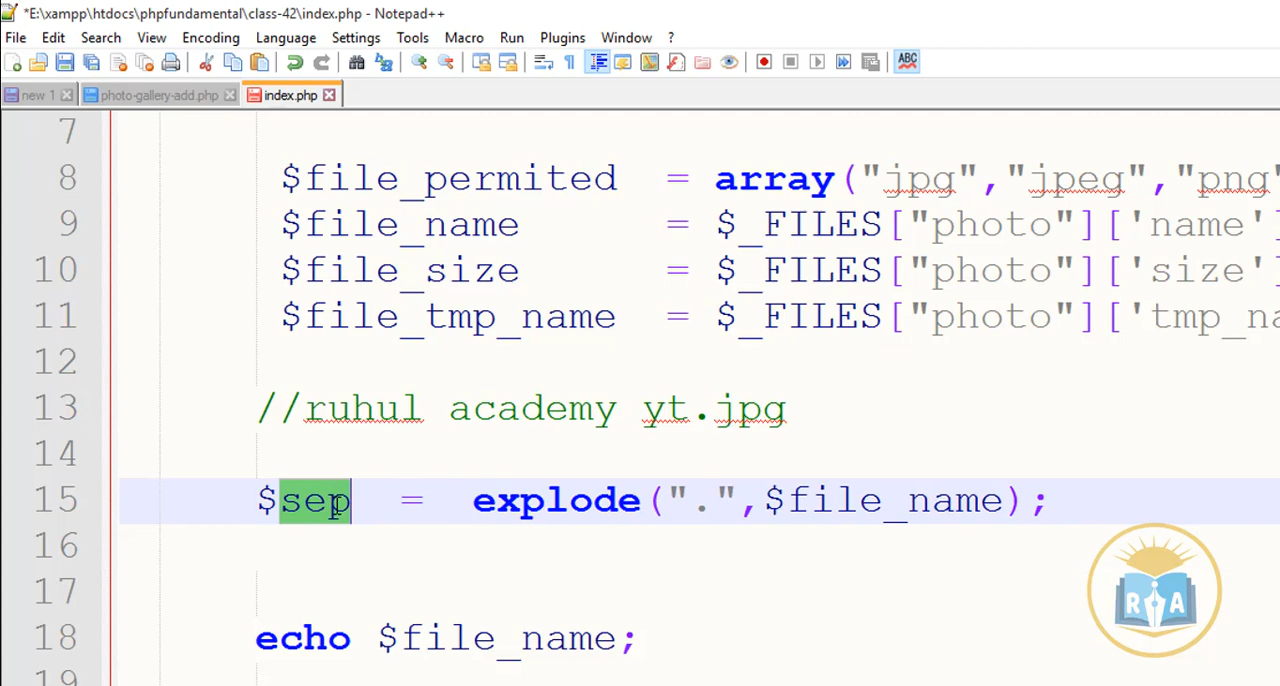 *E:\xampp\htdocs\phpfundamental\class-42\index.php - Notepad++
File Edit Search View Encoding Language Settings Tools Macro Run Plugins Window ?
ABC
new 1 photo-gallery-add.php index.php
7
8 $file_permited = array("jpg","jpeg","png"
9 $file_name = $_FILES["photo"]['name']
10 $file_size = $_FILES["photo"]['size']
11 $file_tmp_name = $_FILES["photo"]['tmp_na
12
13 //ruhul academy yt.jpg
14
15 $sep = explode(".",$file_name);
16
17
18 echo $file_name;
19
R A